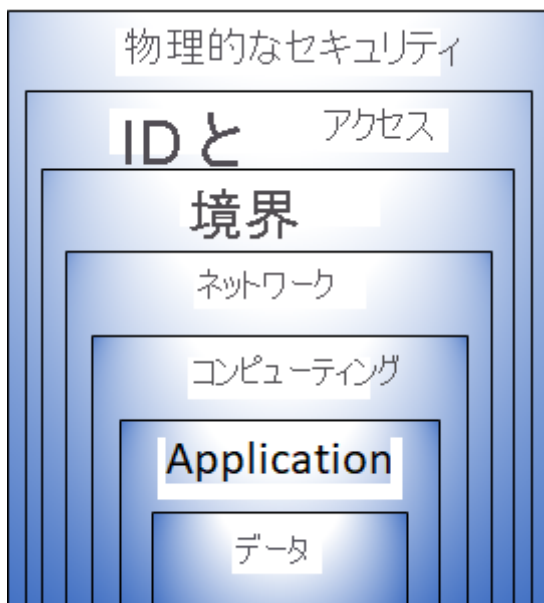 物理的なセキュリティ
IDと アクセス
境界
ネットワーク
コンピューティング
Application
データ